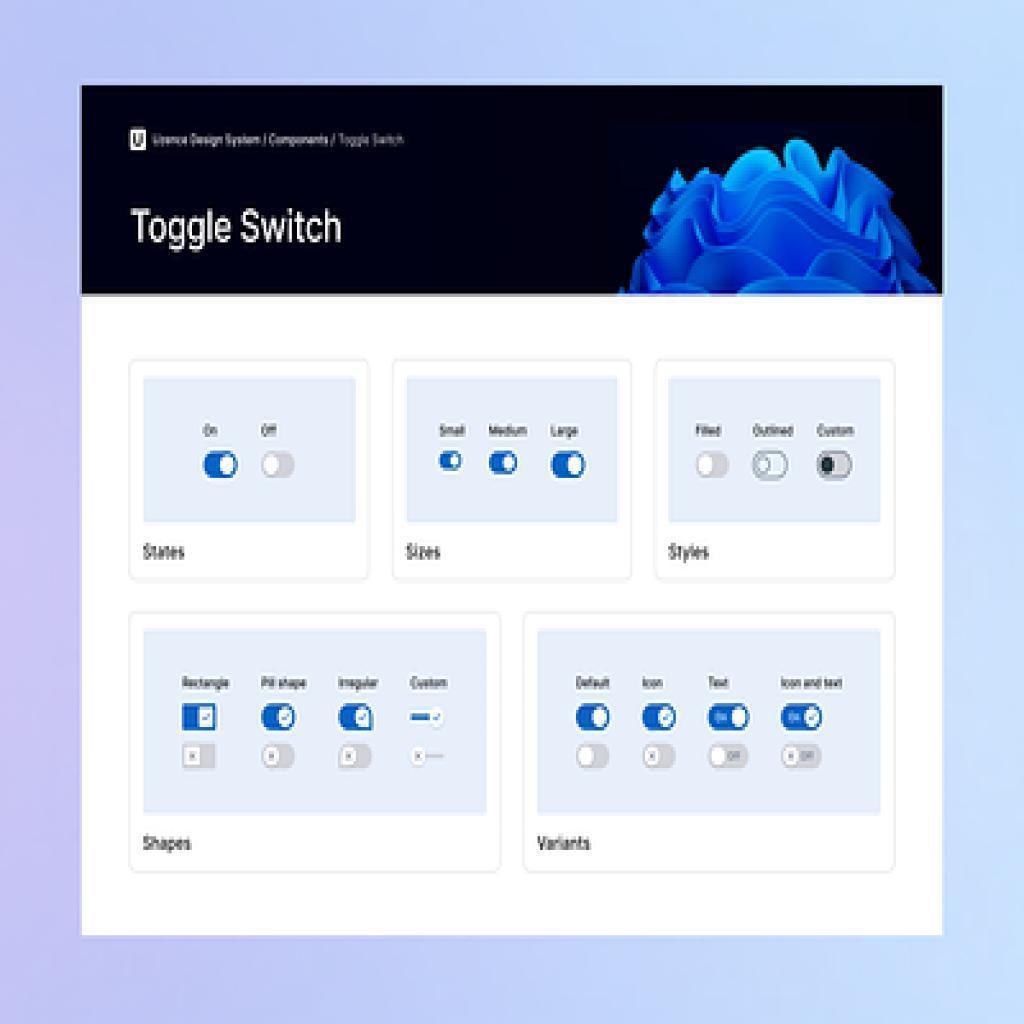 U Uzence Design System / Components / Toggle Switch
Toggle Switch
On Off
States
Small Medium Large
Sizes
Filled Outlined Custom
Styles
Rectangle Pill shape Irregular Custom
Shapes
Default Icon Text Icon and text
On On
Off Off
Variants